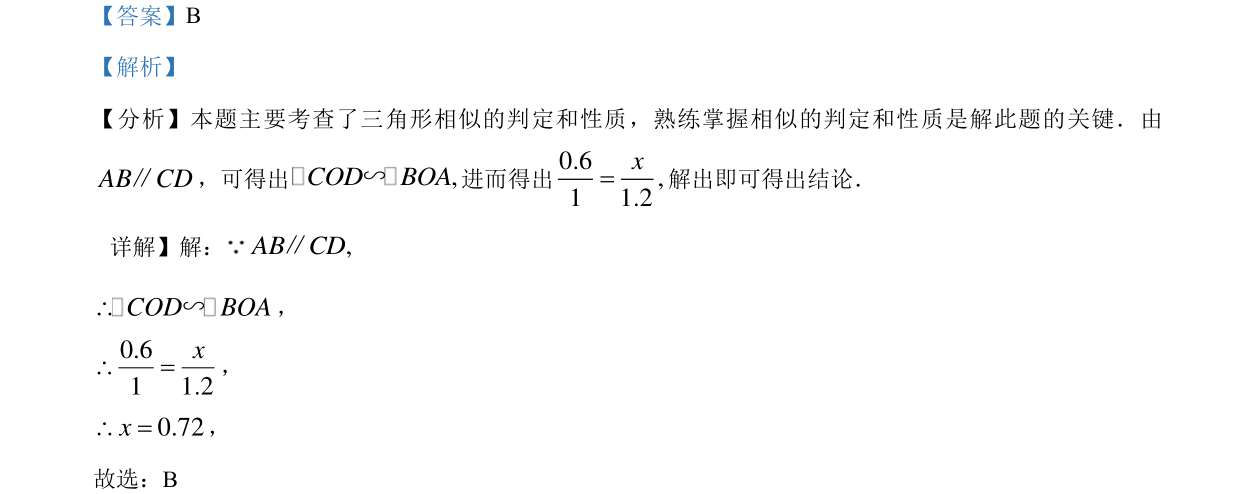 【答案】B
【解析】
【分析】本题主要考查了三角形相似的判定和性质，熟练掌握相似的判定和性质是解此题的关键．由
AB∥CD，可得出□COD∽□BOA,进而得出0.6/1=x/1.2,解出即可得出结论．
详解】解：∵AB∥CD,
∴□COD∽□BOA，
∴0.6/1=x/1.2，
∴x=0.72，
故选：B